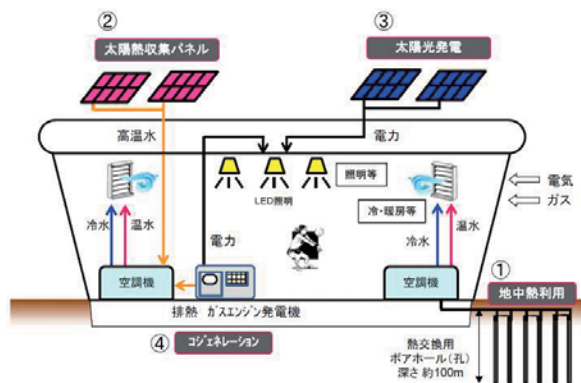 ②
太陽熱収集パネル
③
太陽光発電
高温水
電力
照明等
LED照明
冷・暖房等
電気
ガス
冷水
温水
電力
冷水
温水
空調機
空調機
①
地中熱利用
排熱 ガスエンジン発電機
④
コジェネレーション
熱交換用
ボアホール(孔)
深さ 約100m